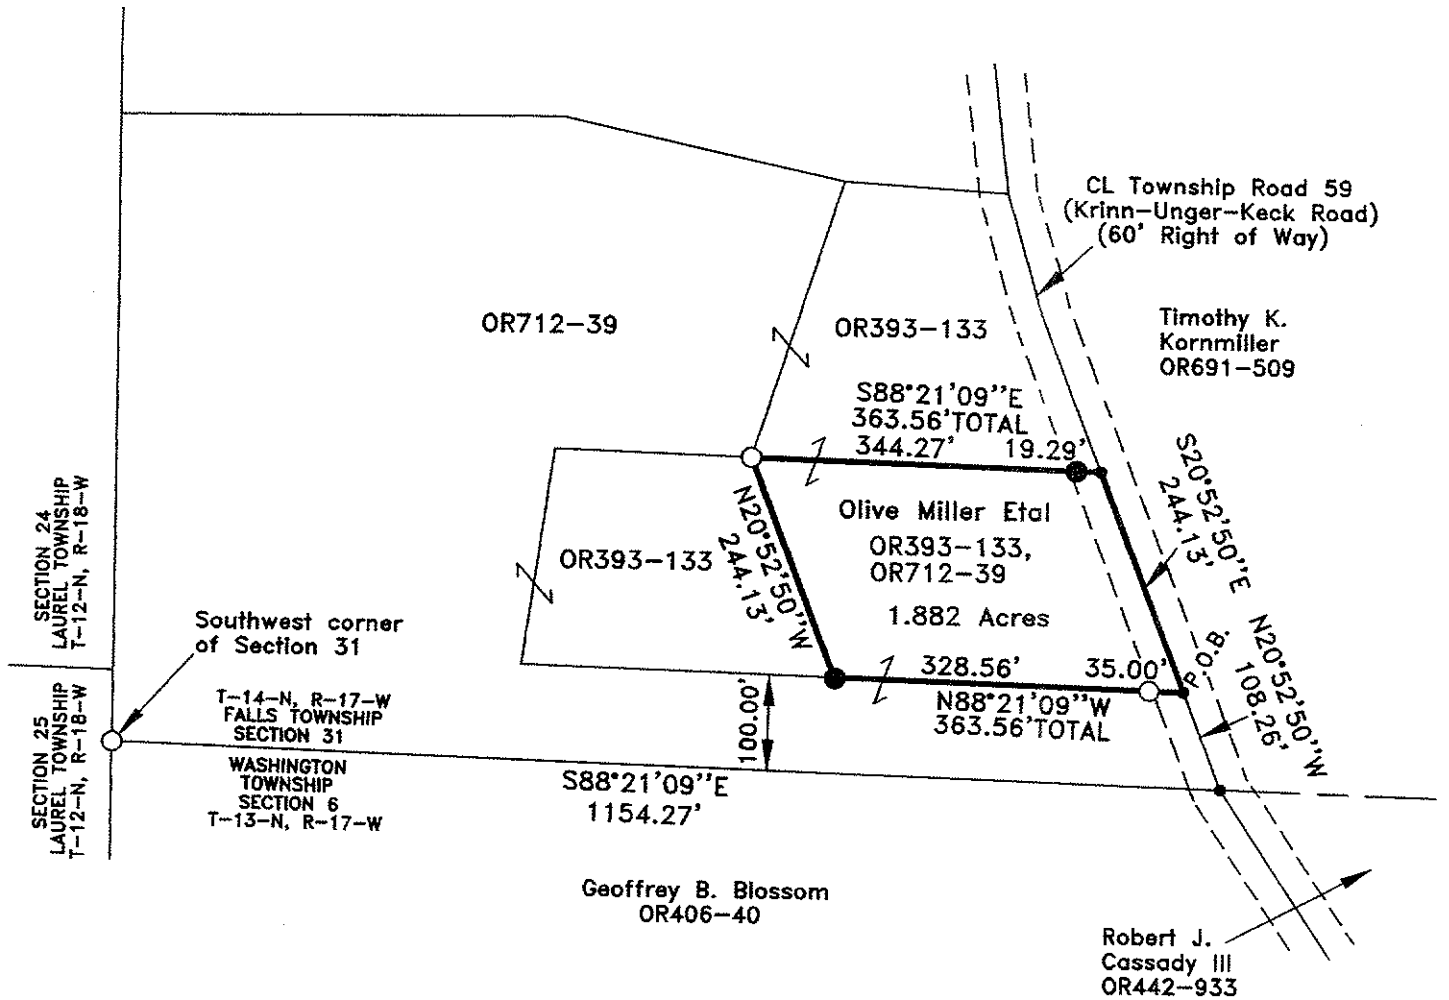 CL Township Road 59
(Krinn-Unger-Keck Road)
(60' Right of Way)
OR712-39
OR393-133
Timothy K.
Kornmiller
OR691-509
S88°21'09''E
363.56'TOTAL
344.27'
19.29'
S20°52'50''E
244.13'
SECTION 24
LAUREL TOWNSHIP
T-12-N, R-18-W
OR393-133
N20°52'50''W
244.13'
Olive Miller Etal
OR393-133,
OR712-39
1.882 Acres
Southwest corner
of Section 31
328.56'
35.00'
P.O.B.
N20°52'50''W
108.26'
N88°21'09''W
363.56'TOTAL
100.00'
T-14-N, R-17-W
FALLS TOWNSHIP
SECTION 31
SECTION 25
LAUREL TOWNSHIP
T-12-N, R-18-W
WASHINGTON
TOWNSHIP
SECTION 6
T-13-N, R-17-W
S88°21'09''E
1154.27'
Geoffrey B. Blossom
OR406-40
Robert J.
Cassady III
OR442-933